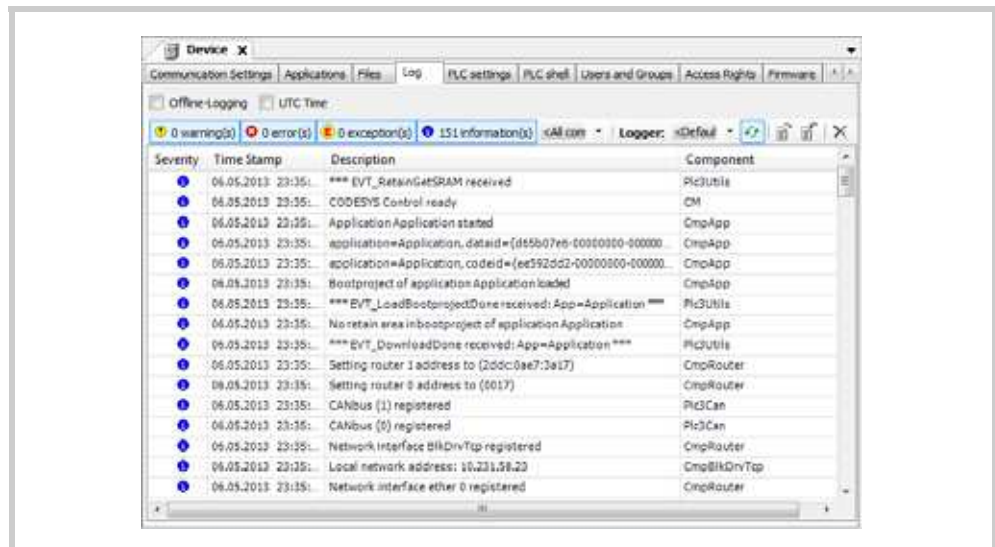 Device X
Communication Settings Applications Files Log PLC settings PLC shell Users and Groups Access Rights Firmware
Offline-Logging UTC Time
0 warning(s) 0 error(s) 0 exception(s) 151 information(s) <All com Logger: <Defaul
Severity Time Stamp Description Component
06.05.2013 23:35:... *** EVT_RetainGetSRAM received Plc3Utils
06.05.2013 23:35:... CODESYS Control ready CM
06.05.2013 23:35:... Application Application started CmpApp
06.05.2013 23:35:... application=Application, dataid={d65b07e6-00000000-000000... CmpApp
06.05.2013 23:35:... application=Application, codeid={ee592dd2-00000000-000000... CmpApp
06.05.2013 23:35:... Bootproject of application Application loaded CmpApp
06.05.2013 23:35:... *** EVT_LoadBootprojectDone received: App=Application *** Plc3Utils
06.05.2013 23:35:... No retain area in bootproject of application Application CmpApp
06.05.2013 23:35:... *** EVT_DownloadDone received: App=Application *** Plc3Utils
06.05.2013 23:35:... Setting router 1 address to (2ddc:0ae7:3a17) CmpRouter
06.05.2013 23:35:... Setting router 0 address to (0017) CmpRouter
06.05.2013 23:35:... CANbus (1) registered Plc3Can
06.05.2013 23:35:... CANbus (0) registered Plc3Can
06.05.2013 23:35:... Network interface BlkDrvTcp registered CmpRouter
06.05.2013 23:35:... Local network address: 10.231.58.23 CmpBlkDrvTcp
06.05.2013 23:35:... Network interface ether 0 registered CmpRouter